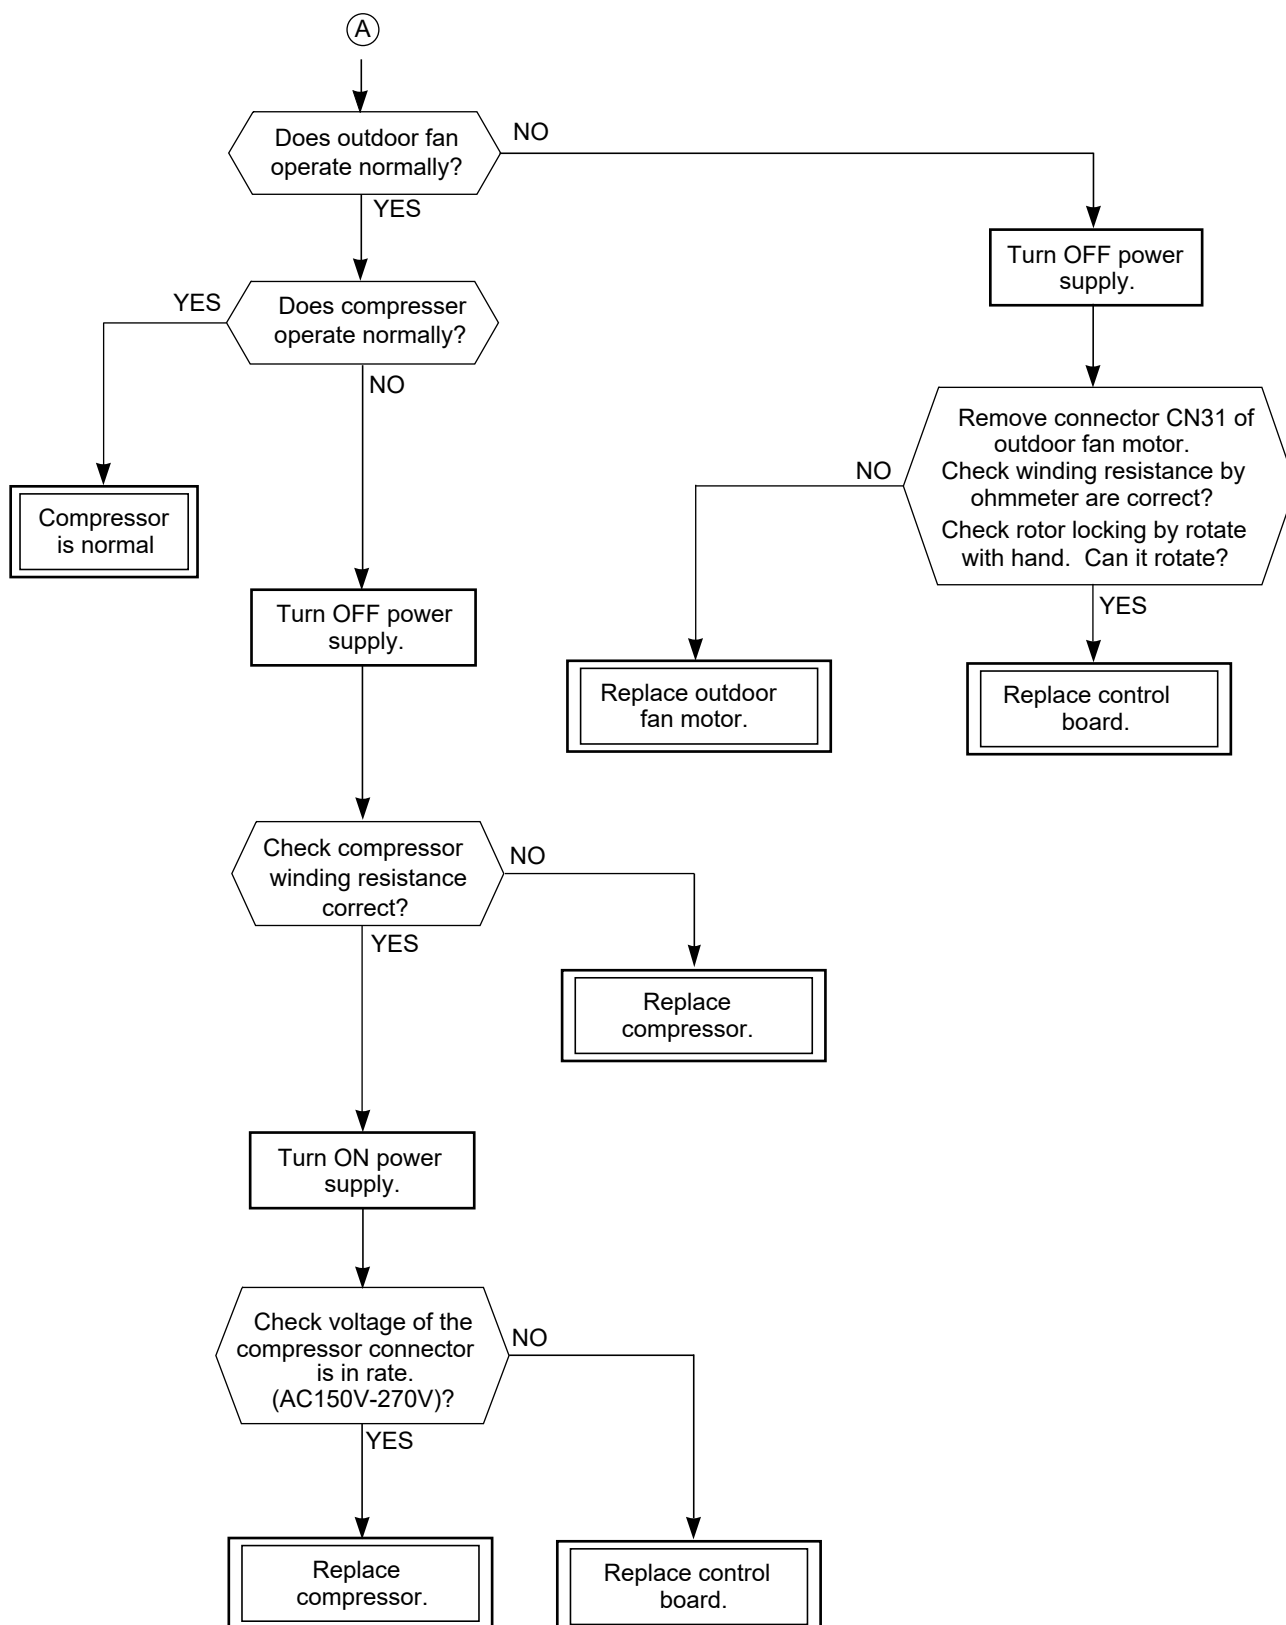 A
Does outdoor fan
operate normally?
NO
YES
Turn OFF power
supply.
Does compresser
operate normally?
YES
NO
Remove connector CN31 of
outdoor fan motor.
Check winding resistance by
ohmmeter are correct?
Check rotor locking by rotate
with hand. Can it rotate?
NO
YES
Compressor
is normal
Turn OFF power
supply.
Replace outdoor
fan motor.
Replace control
board.
Check compressor
winding resistance
correct?
NO
YES
Replace
compressor.
Turn ON power
supply.
Check voltage of the
compressor connector
is in rate.
(AC150V-270V)?
NO
YES
Replace
compressor.
Replace control
board.